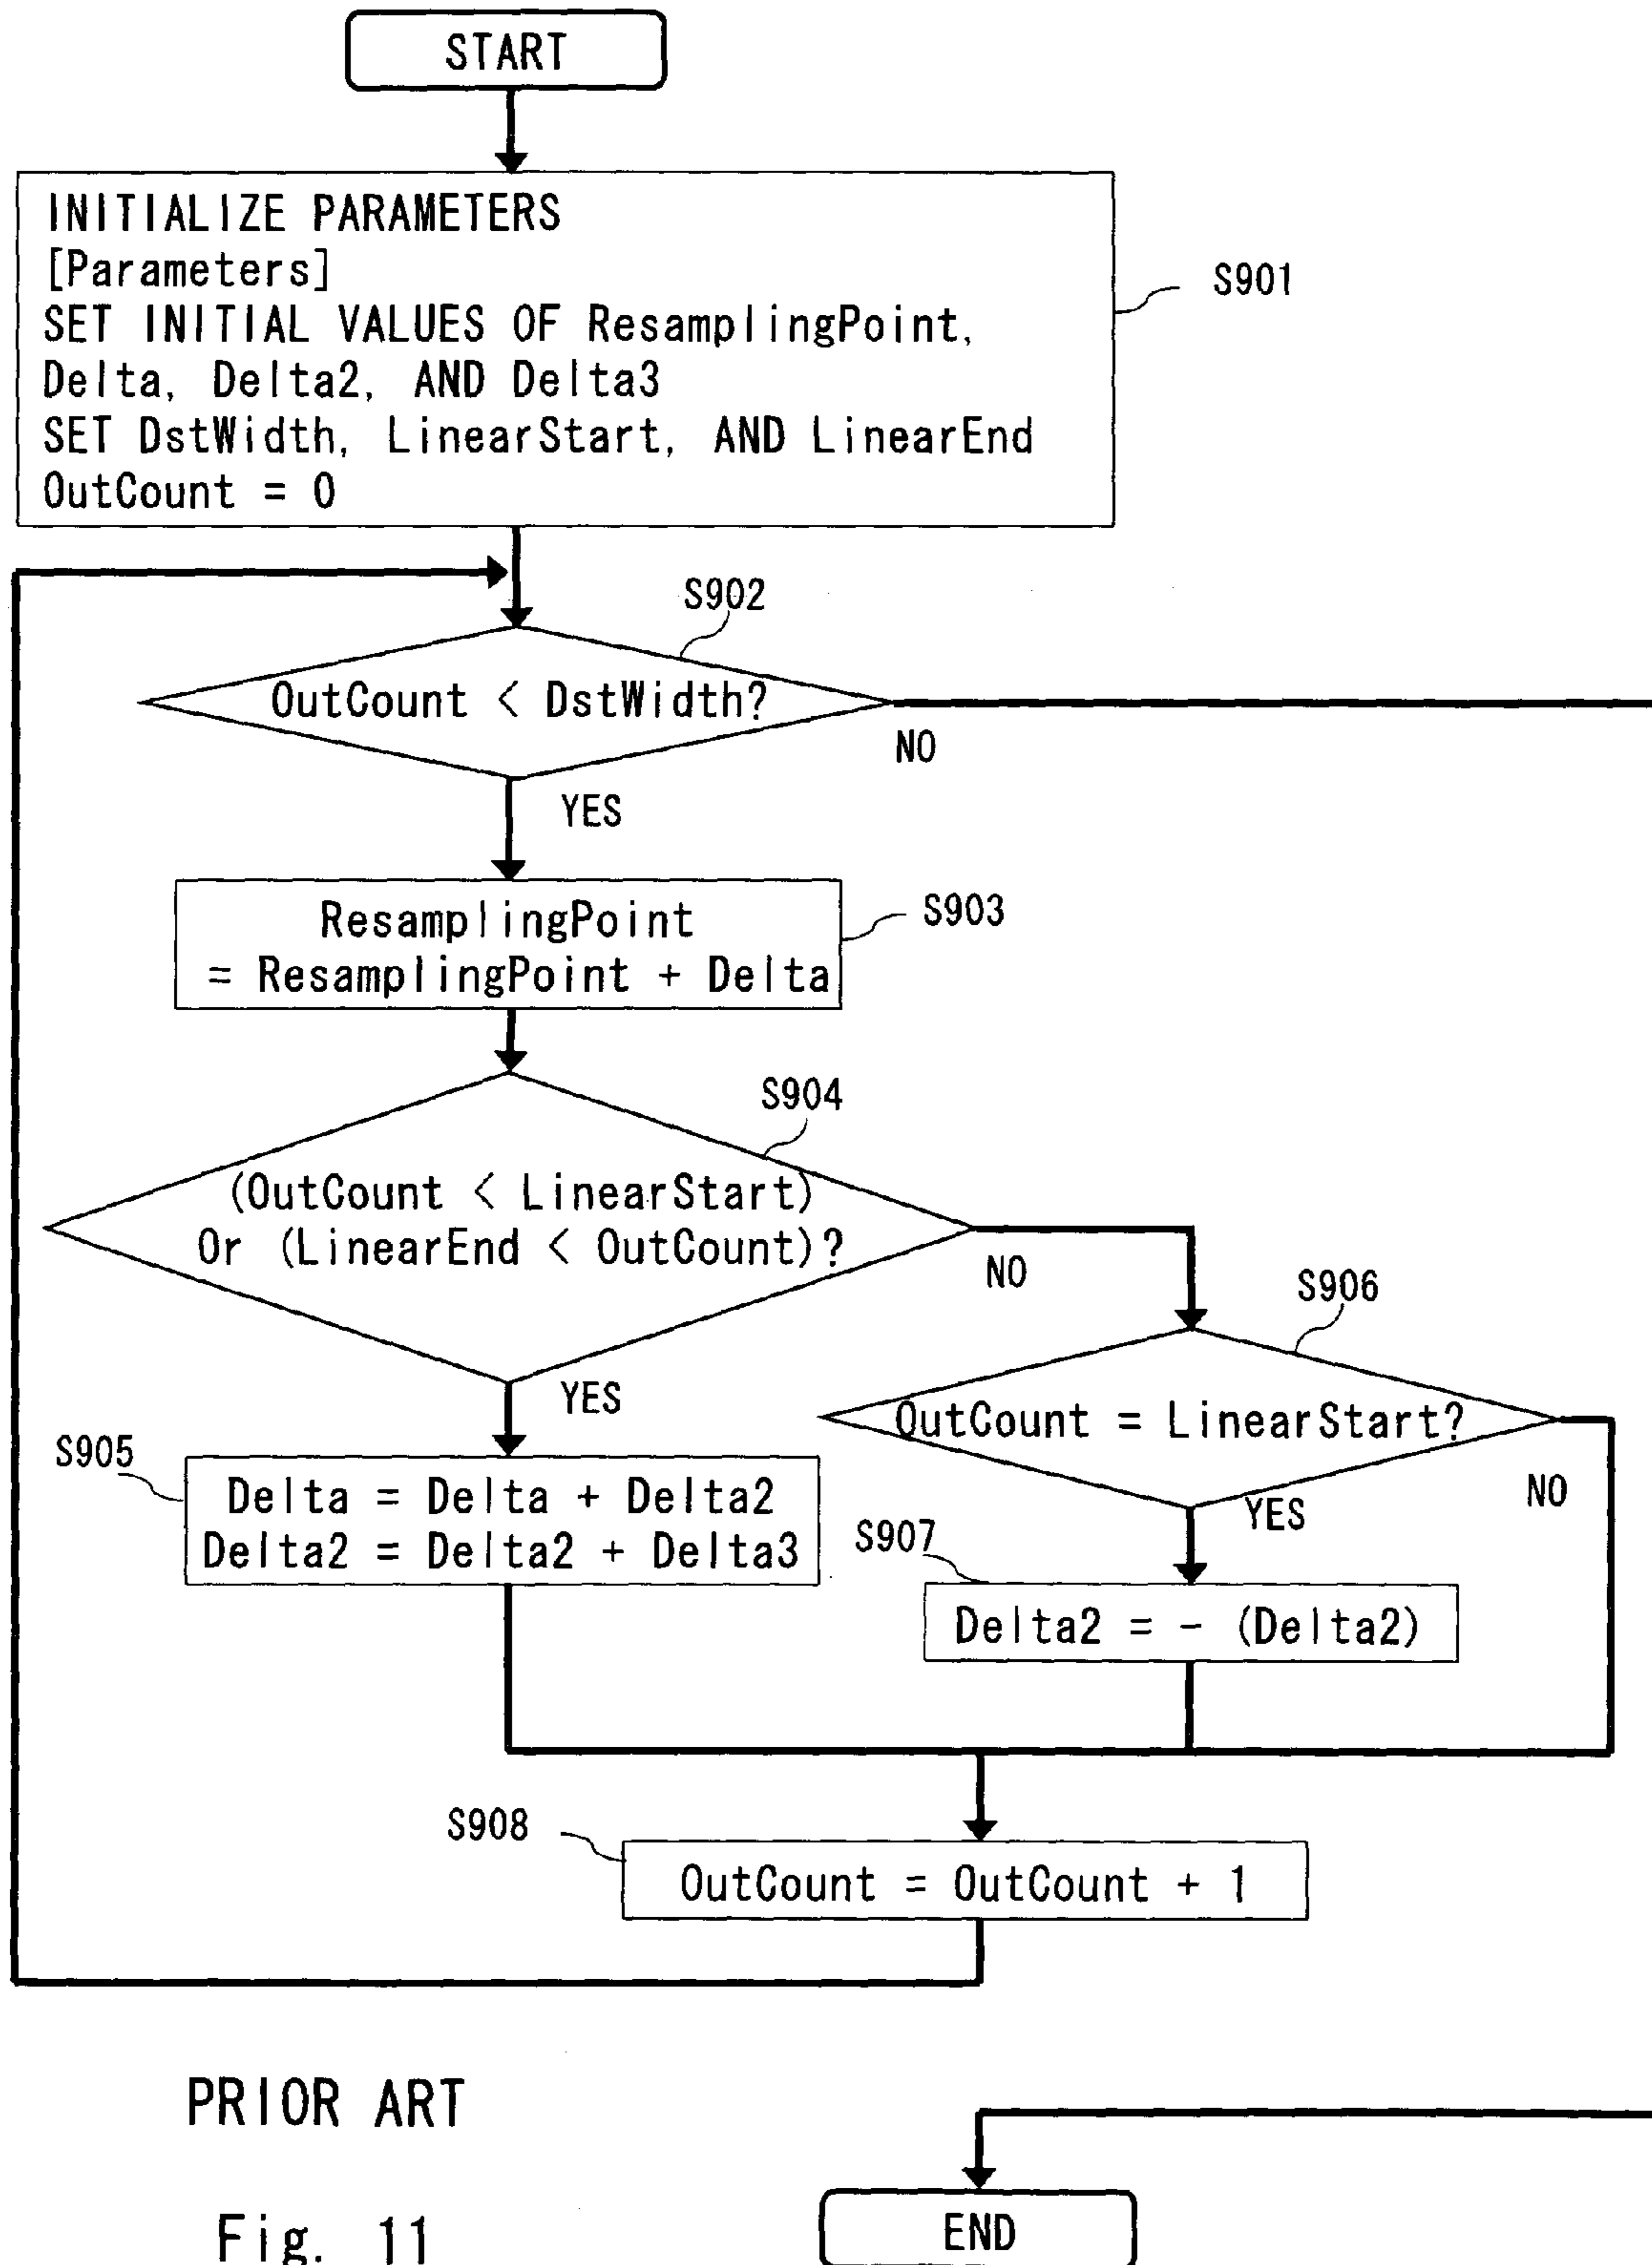 START
INITIALIZE PARAMETERS
[Parameters]
SET INITIAL VALUES OF ResamplingPoint,
Delta, Delta2, AND Delta3
SET DstWidth, LinearStart, AND LinearEnd
OutCount = 0
S901
S902
OutCount < DstWidth?
NO
YES
ResamplingPoint
= ResamplingPoint + Delta
S903
S904
(OutCount < LinearStart)
Or (LinearEnd < OutCount)?
NO
YES
S906
OutCount = LinearStart?
NO
YES
S905
Delta = Delta + Delta2
Delta2 = Delta2 + Delta3
S907
Delta2 = - (Delta2)
S908
OutCount = OutCount + 1
PRIOR ART
END
Fig. 11